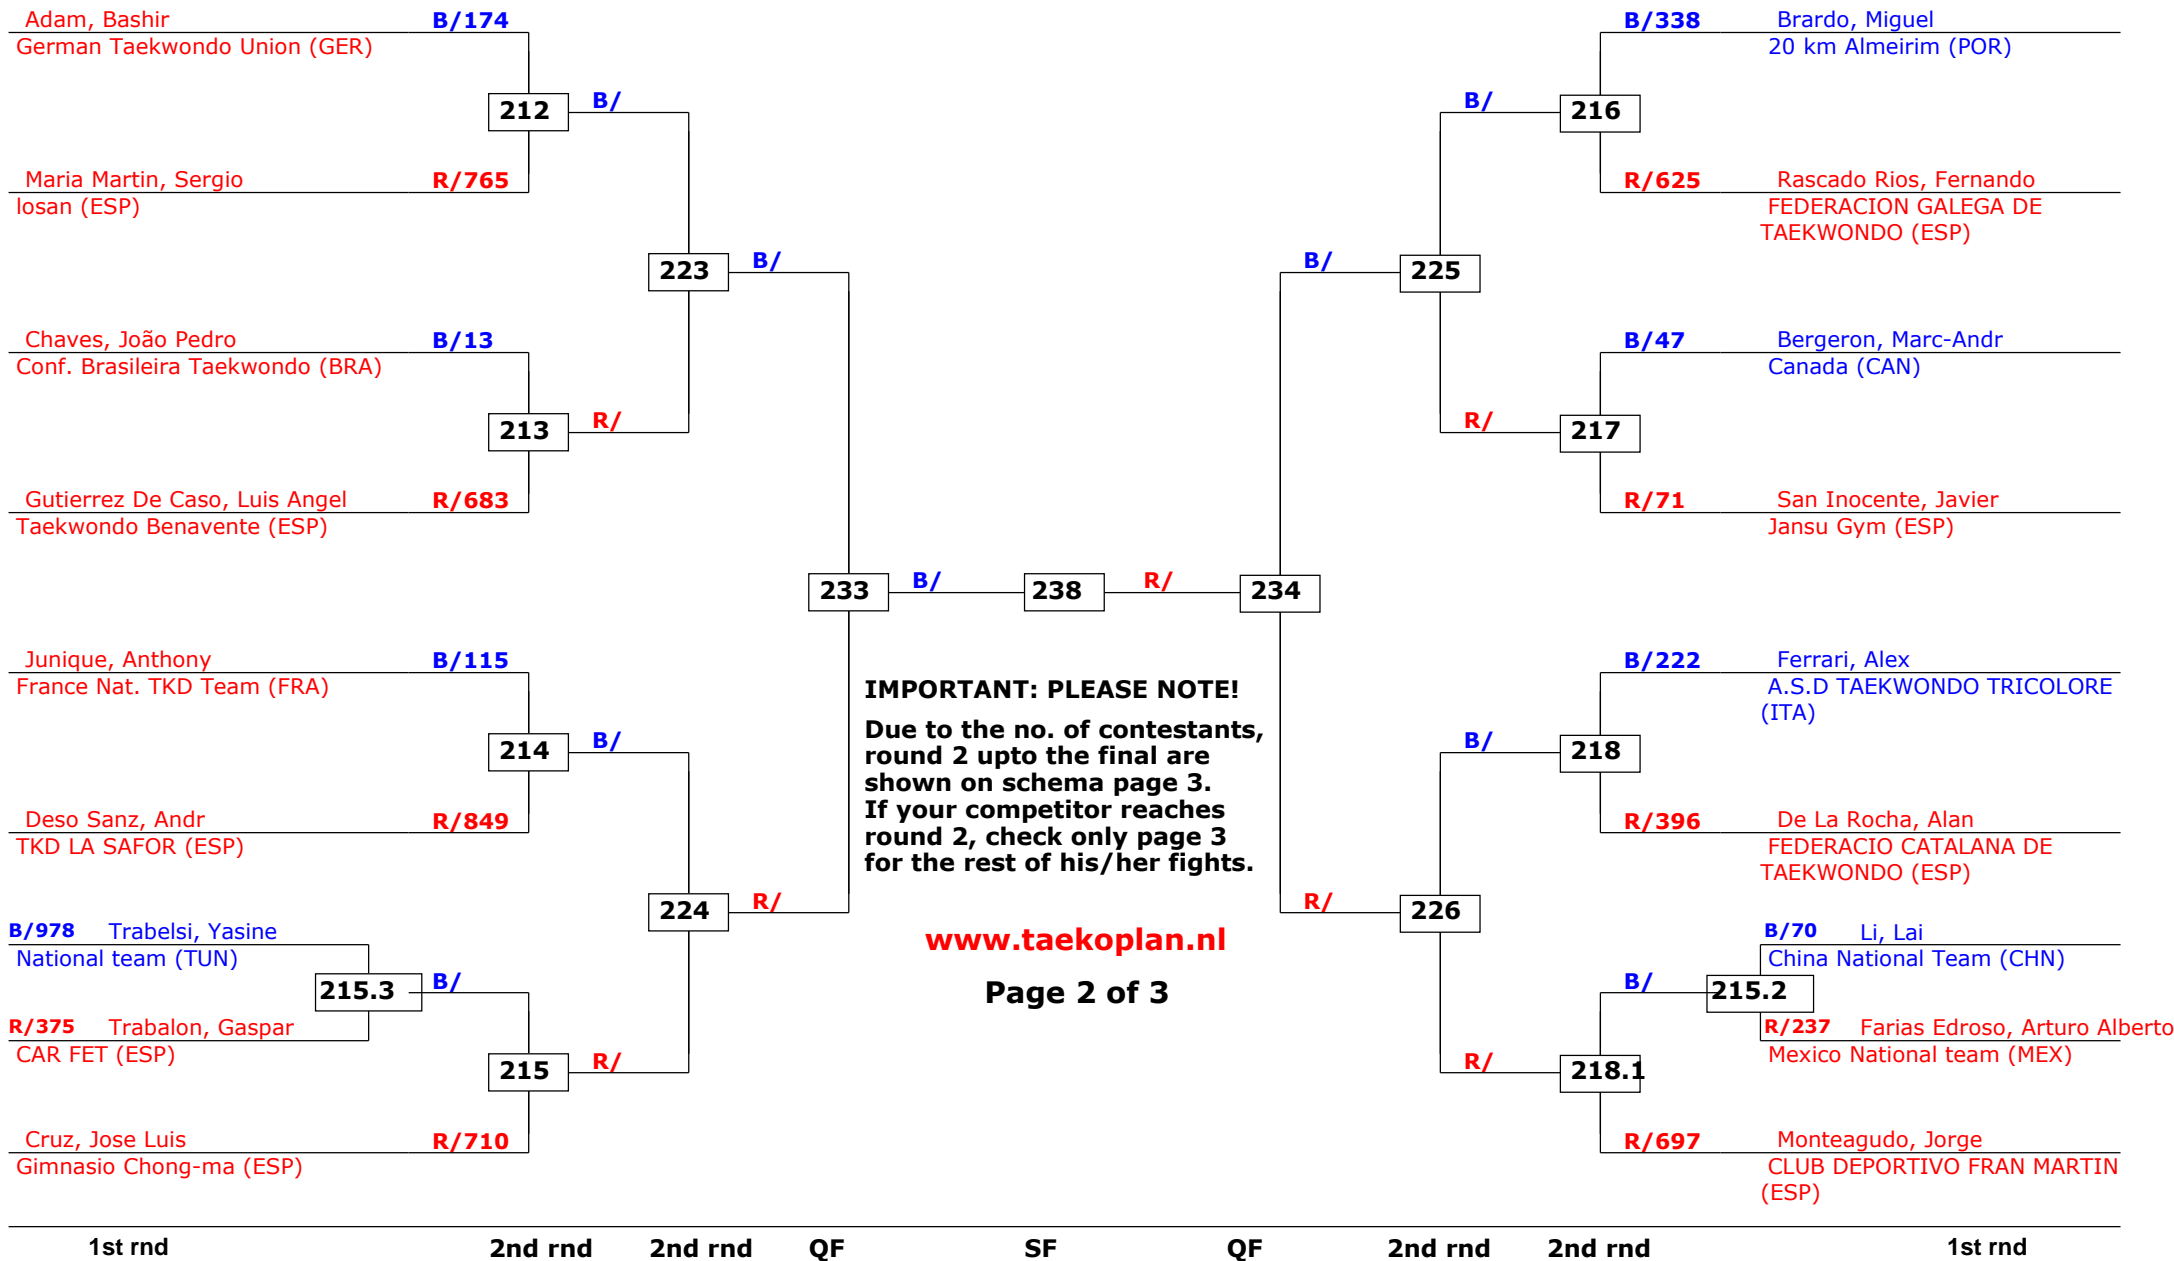 Adam, Bashir B/174
German Taekwondo Union (GER)
212 B/
Maria Martin, Sergio R/765
losan (ESP)
223 B/
Chaves, João Pedro B/13
Conf. Brasileira Taekwondo (BRA)
213 R/
Gutierrez De Caso, Luis Angel R/683
Taekwondo Benavente (ESP)
233 B/ 238 R/ 234
Junique, Anthony B/115
France Nat. TKD Team (FRA)
214 B/
Deso Sanz, Andr R/849
TKD LA SAFOR (ESP)
224 R/
B/978 Trabelsi, Yasine
National team (TUN)
215.3 B/
R/375 Trabalon, Gaspar
CAR FET (ESP)
215 R/
Cruz, Jose Luis R/710
Gimnasio Chong-ma (ESP)
IMPORTANT: PLEASE NOTE!
Due to the no. of contestants,
round 2 upto the final are
shown on schema page 3.
If your competitor reaches
round 2, check only page 3
for the rest of his/her fights.
www.taekoplan.nl
Page 2 of 3
B/338 Brardo, Miguel
20 km Almeirim (POR)
B/ 216
R/625 Rascado Rios, Fernando
FEDERACION GALEGA DE
TAEKWONDO (ESP)
B/ 225
B/47 Bergeron, Marc-Andr
Canada (CAN)
R/ 217
R/71 San Inocente, Javier
Jansu Gym (ESP)
B/222 Ferrari, Alex
A.S.D TAEKWONDO TRICOLORE
(ITA)
B/ 218
R/396 De La Rocha, Alan
FEDERACIO CATALANA DE
TAEKWONDO (ESP)
R/ 226
B/70 Li, Lai
China National Team (CHN)
B/ 215.2
R/237 Farias Edroso, Arturo Alberto
Mexico National team (MEX)
R/ 218.1
R/697 Monteagudo, Jorge
CLUB DEPORTIVO FRAN MARTIN
(ESP)
1st rnd 2nd rnd 2nd rnd QF SF QF 2nd rnd 2nd rnd 1st rnd